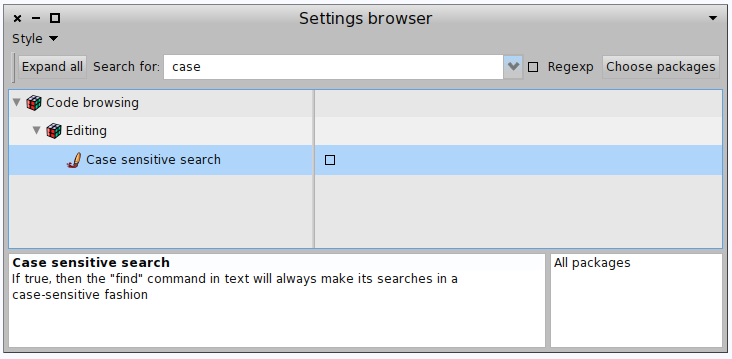 Settings browser
Style
Expand all Search for: case Regexp Choose packages
Code browsing
Editing
Case sensitive search
Case sensitive search
If true, then the "find" command in text will always make its searches in a
case-sensitive fashion
All packages